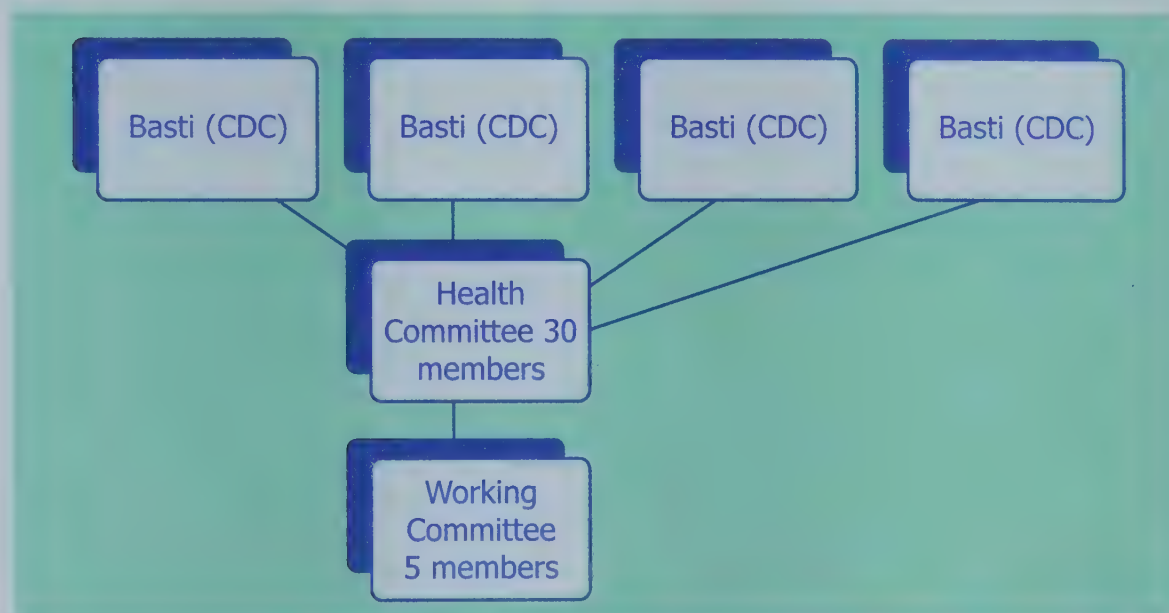 Basti (CDC)
Basti (CDC)
Basti (CDC)
Basti (CDC)
Health
Committee 30
members
Working
Committee
5 members